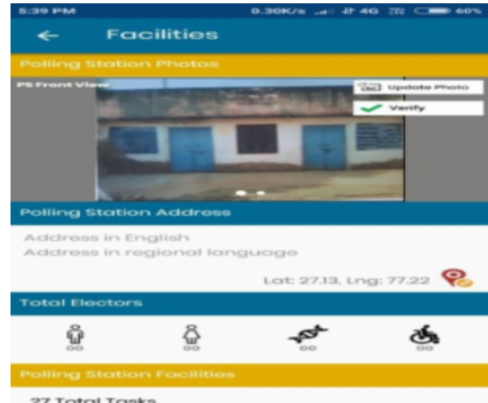 5:39 PM 0.30K/s 4G 60%
← Facilities
Polling Station Photos
PS Front View
Update Photo
Verify
Polling Station Address
Address in English
Address in regional language
Lat: 27.13, Lng: 77.22
Total Electors
00 00 00 00
Polling Station Facilities
27 Total Tasks